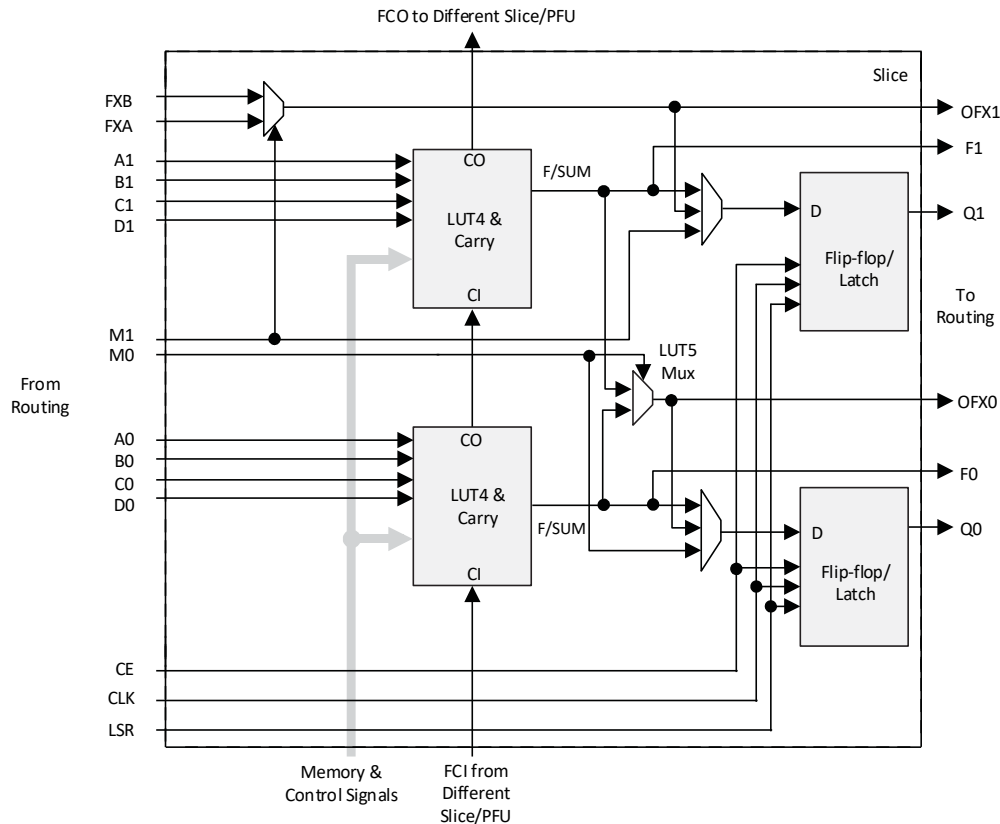 FCO to Different Slice/PFU
Slice
FXB
FXA
OFX1
F1
A1
B1
C1
D1
CO
F/SUM
LUT4 &
Carry
CI
D
Flip-flop/
Latch
Q1
To
Routing
M1
M0
LUT5
Mux
From
Routing
OFX0
A0
B0
C0
D0
CO
LUT4 &
Carry
F/SUM
CI
F0
D
Flip-flop/
Latch
Q0
CE
CLK
LSR
Memory &
Control Signals
FCI from
Different
Slice/PFU